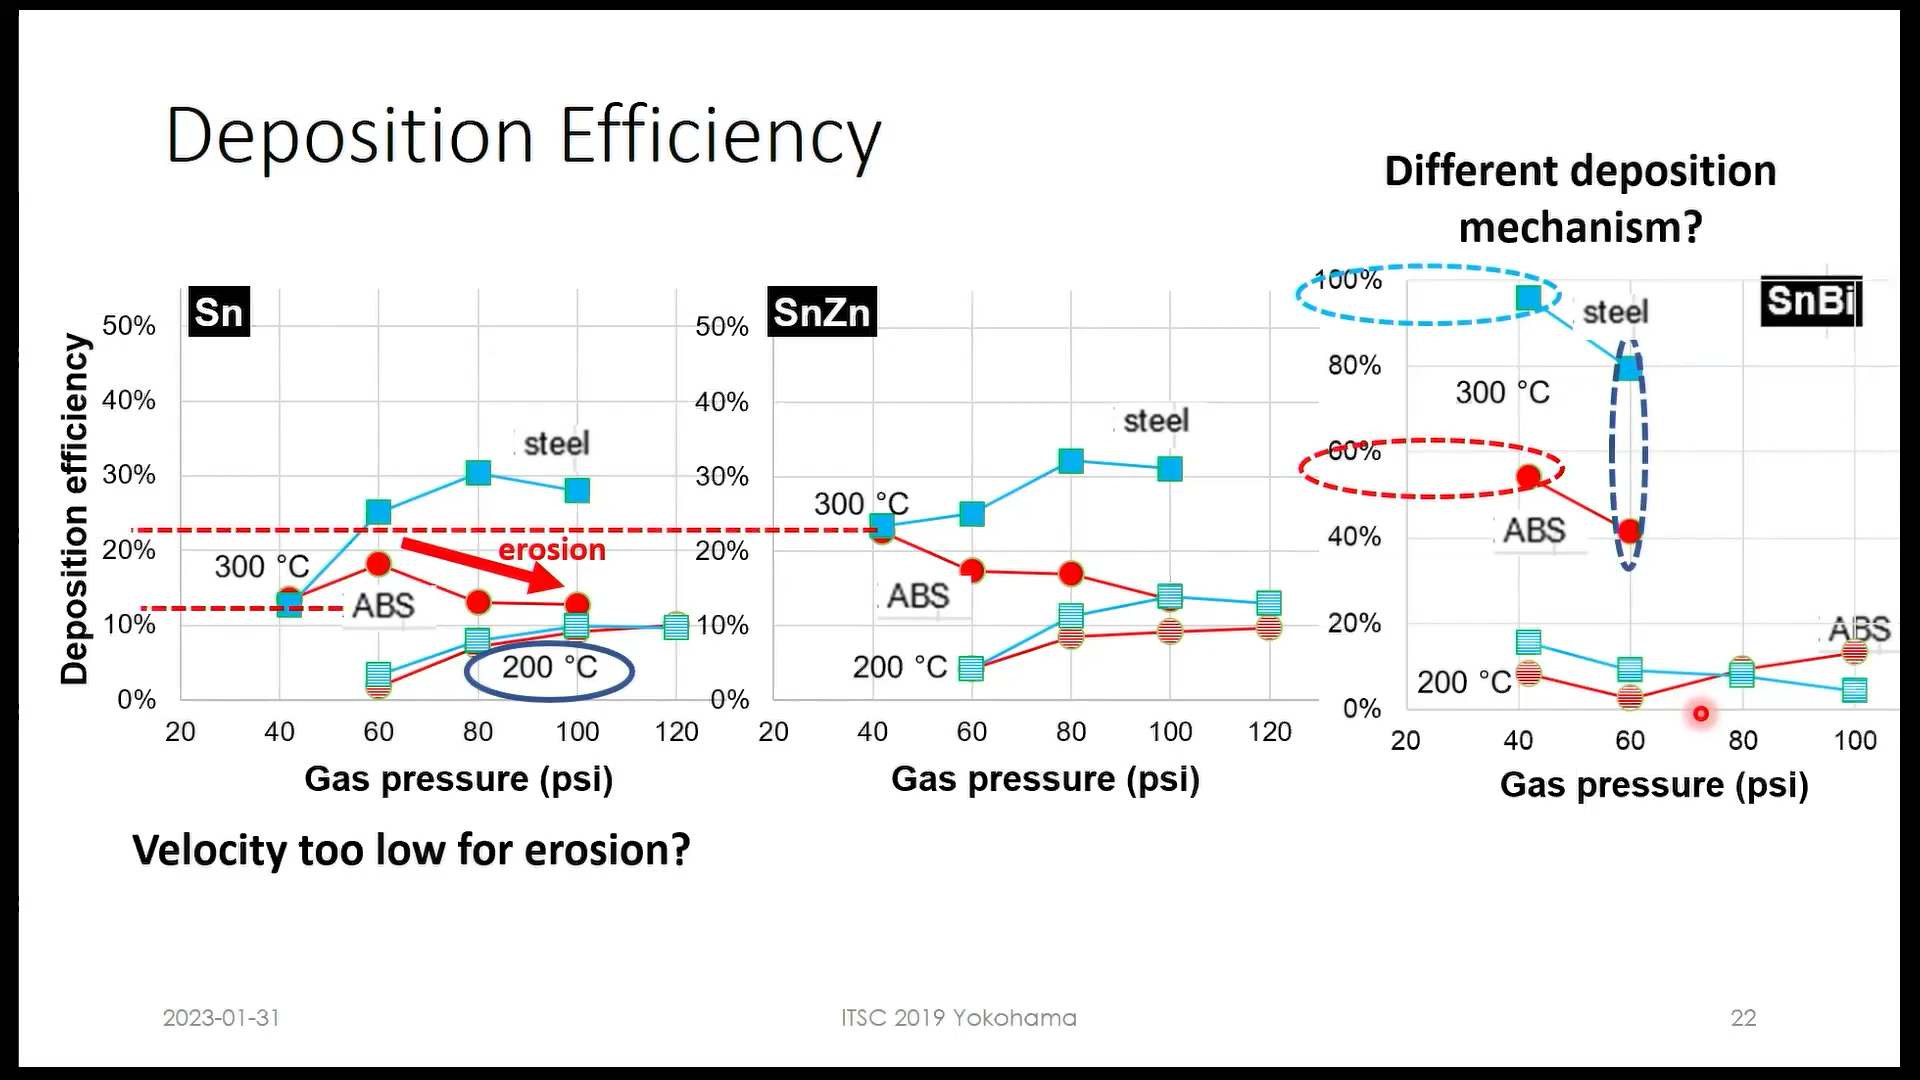 Deposition Efficiency
Different deposition
mechanism?
Sn
Deposition efficiency
50%
40%
30%
20%
10%
0%
steel
300 °C
erosion
ABS
200 °C
20 40 60 80 100 120
Gas pressure (psi)
SnZn
50%
40%
30%
20%
10%
0%
steel
300 °C
ABS
200 °C
20 40 60 80 100 120
Gas pressure (psi)
SnBi
100%
80%
60%
40%
20%
0%
steel
300 °C
ABS
ABS
200 °C
20 40 60 80 100
Gas pressure (psi)
Velocity too low for erosion?
2023-01-31
ITSC 2019 Yokohama
22